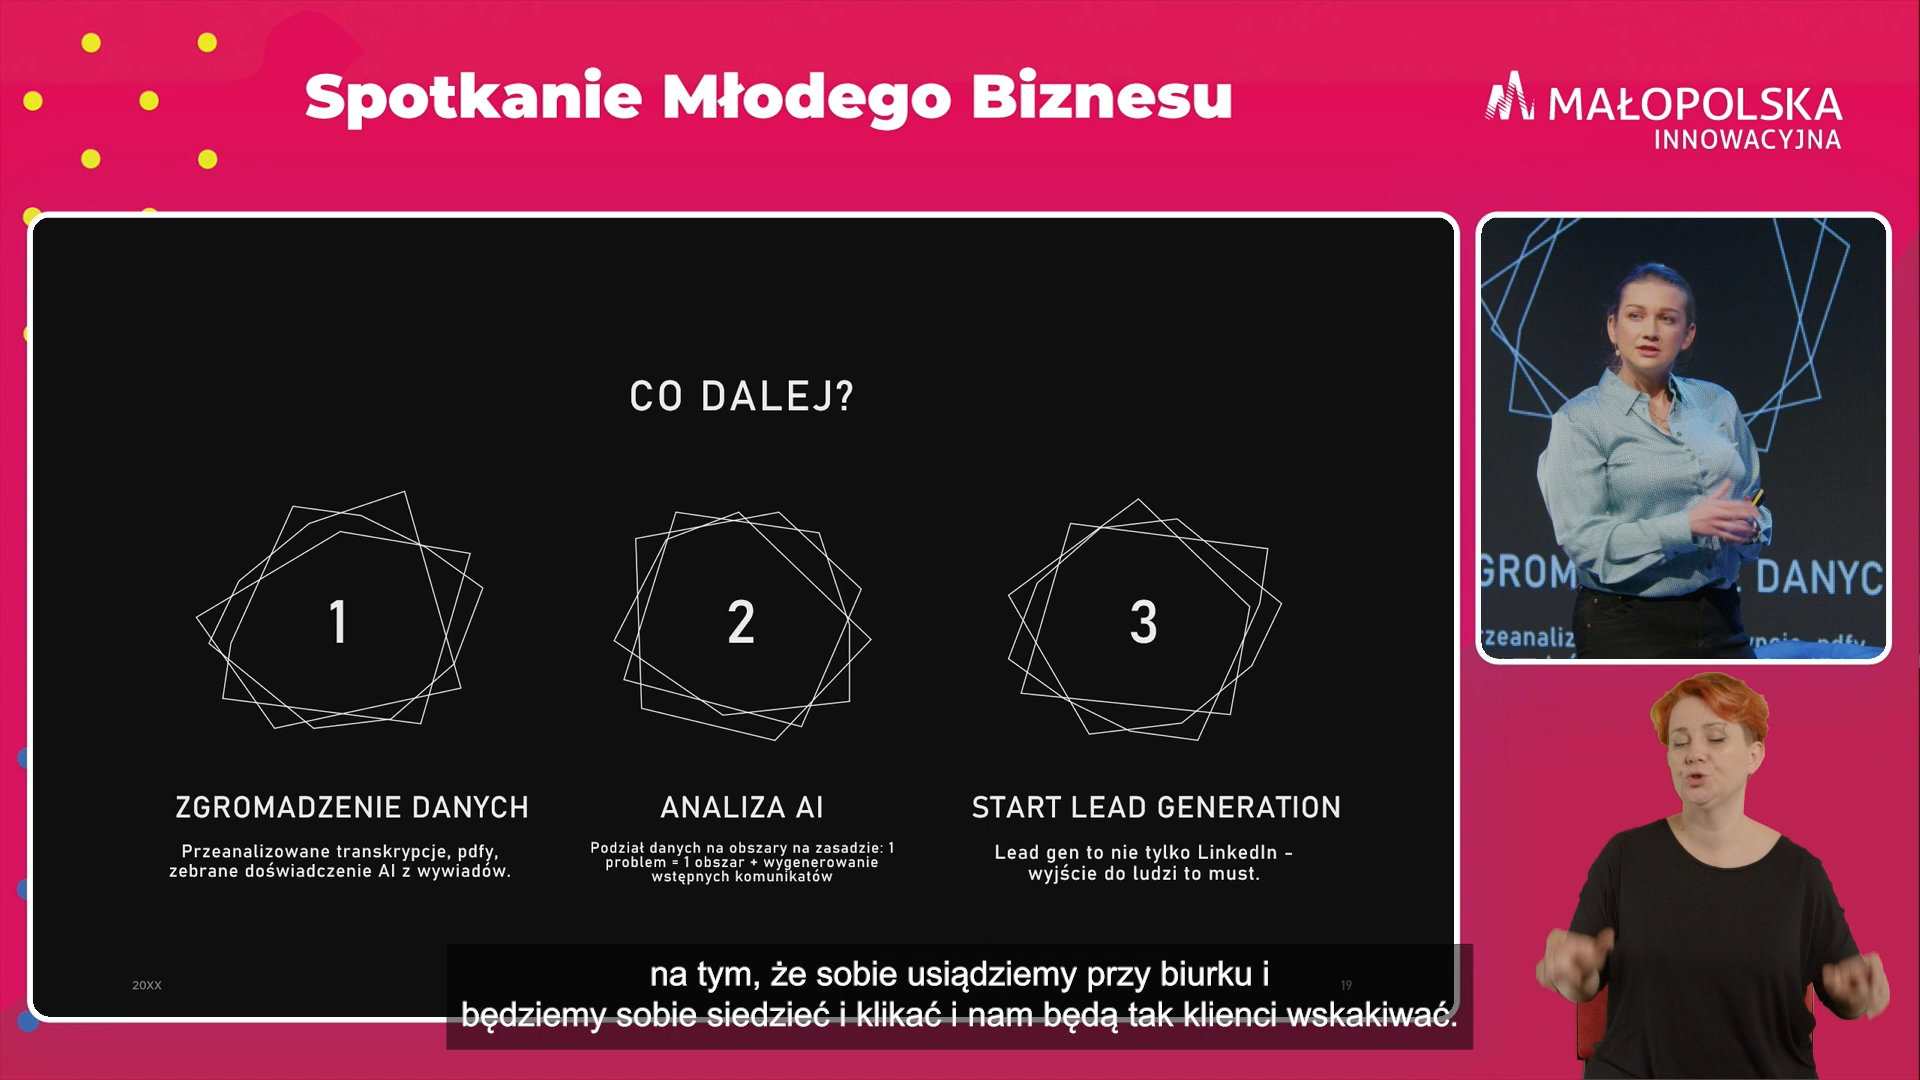 Spotkanie Młodego Biznesu
MAŁOPOLSKA
INNOWACYJNA
CO DALEJ?
1
2
3
ZGROMADZENIE DANYCH
Przeanalizowane transkrypcje, pdfy,
zebrane doświadczenie AI z wywiadów.
ANALIZA AI
Podział danych na obszary na zasadzie: 1
problem = 1 obszar + wygenerowanie
wstępnych komunikatów
START LEAD GENERATION
Lead gen to nie tylko LinkedIn -
wyjście do ludzi to must.
20XX
19
GROM DANYC
zeanaliz pdfy
na tym, że sobie usiądziemy przy biurku i
będziemy sobie siedzieć i klikać i nam będą tak klienci wskakiwać.